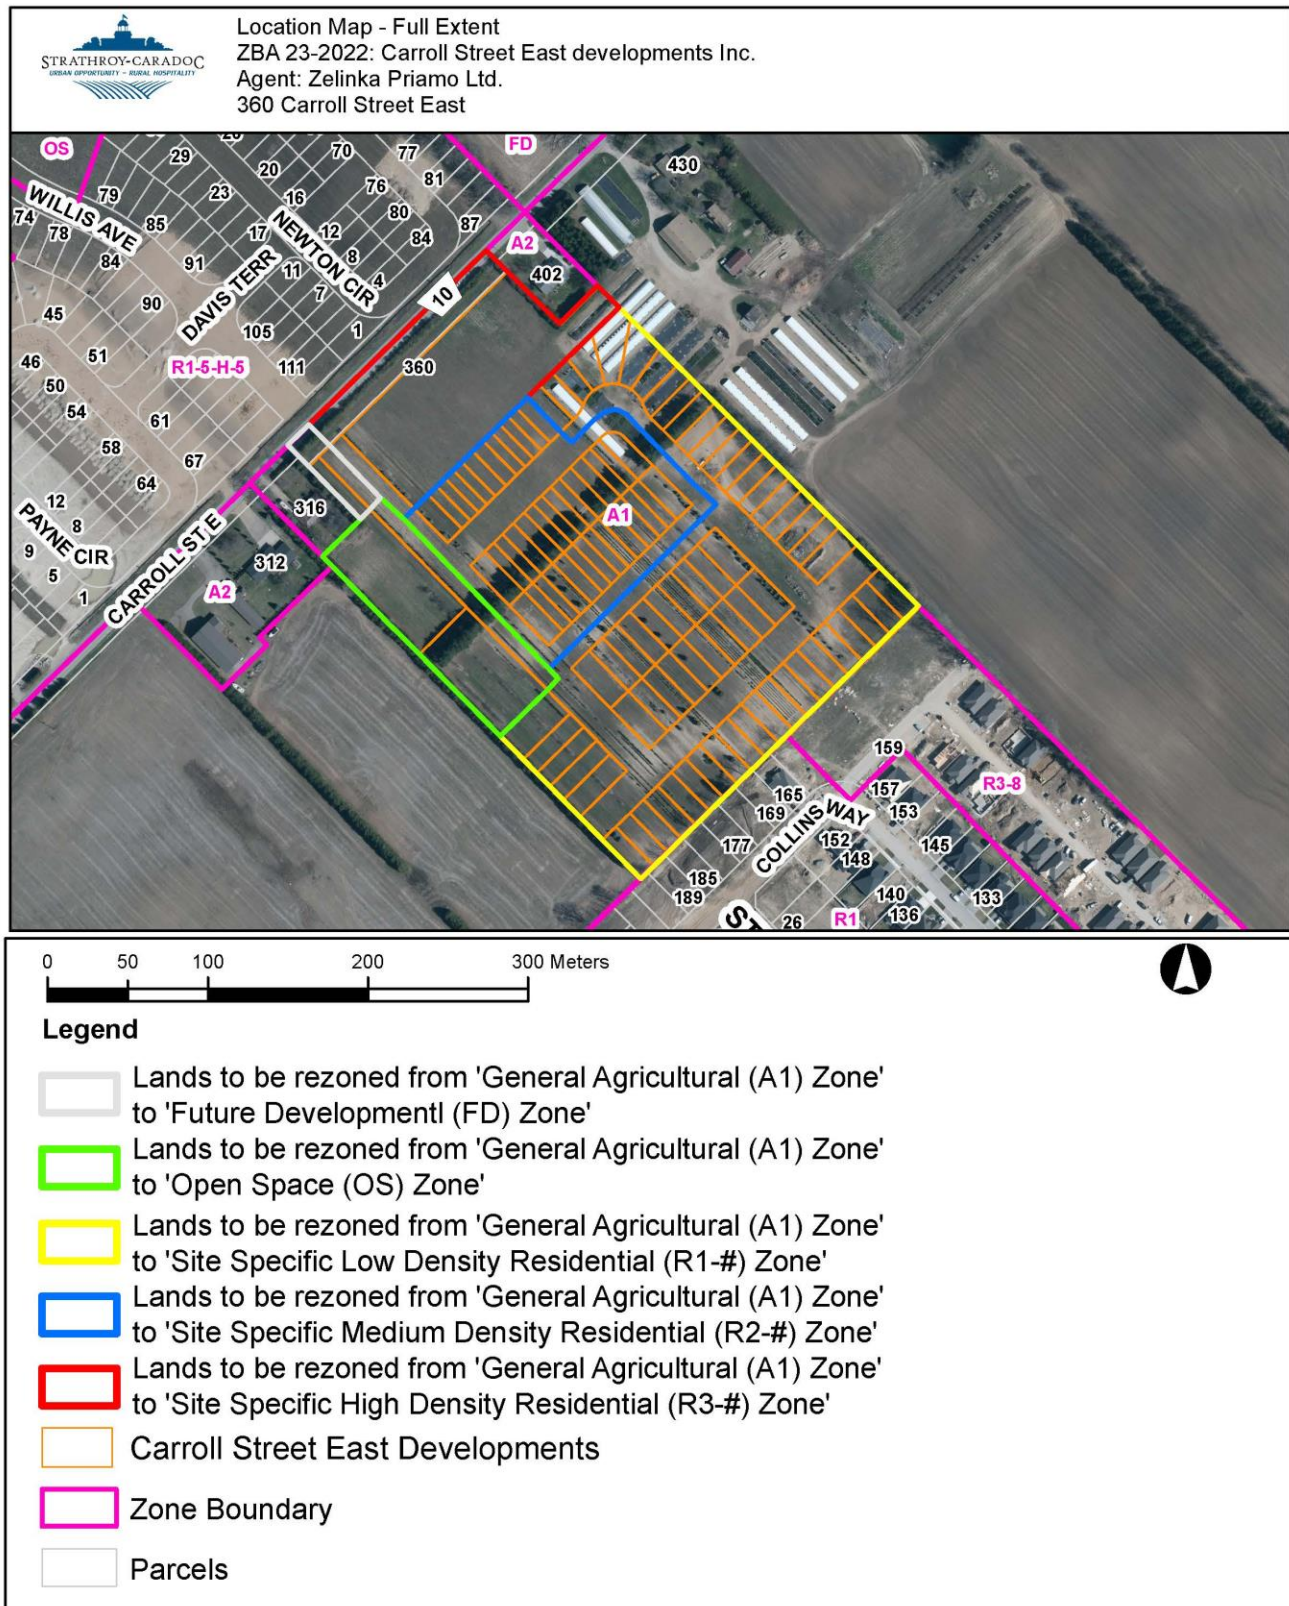 STRATHROY-CARADOC
URBAN OPPORTUNITY ~ RURAL HOSPITALITY
Location Map - Full Extent
ZBA 23-2022: Carroll Street East developments Inc.
Agent: Zelinka Priamo Ltd.
360 Carroll Street East
OS
29
20
70
77
FD
430
79
23
16
76
81
WILLIS AVE
74
78
85
17
NEWTON CIR
12
80
87
84
A2
84
91
DAVIS TERR
11
8
4
402
7
10
45
90
105
1
46
51
R1-5-H-5
111
360
50
54
61
58
67
64
12
8
PAYNE CIR
9
5
1
CARROLL ST E
316
312
A2
A1
159
R3-8
165
157
169
COLLINS WAY
153
177
152
148
145
185
189
140
133
ST
26
R1
136
0 50 100 200 300 Meters
Legend
Lands to be rezoned from 'General Agricultural (A1) Zone'
to 'Future Developmentl (FD) Zone'
Lands to be rezoned from 'General Agricultural (A1) Zone'
to 'Open Space (OS) Zone'
Lands to be rezoned from 'General Agricultural (A1) Zone'
to 'Site Specific Low Density Residential (R1-#) Zone'
Lands to be rezoned from 'General Agricultural (A1) Zone'
to 'Site Specific Medium Density Residential (R2-#) Zone'
Lands to be rezoned from 'General Agricultural (A1) Zone'
to 'Site Specific High Density Residential (R3-#) Zone'
Carroll Street East Developments
Zone Boundary
Parcels